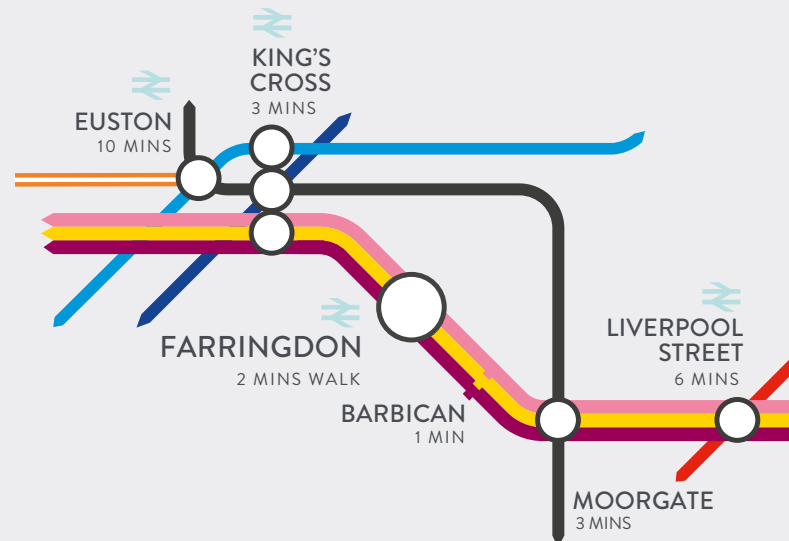 KING'S
CROSS
3 MINS
EUSTON
10 MINS
FARRINGDON
2 MINS WALK
LIVERPOOL
STREET
6 MINS
BARBICAN
1 MIN
MOORGATE
3 MINS